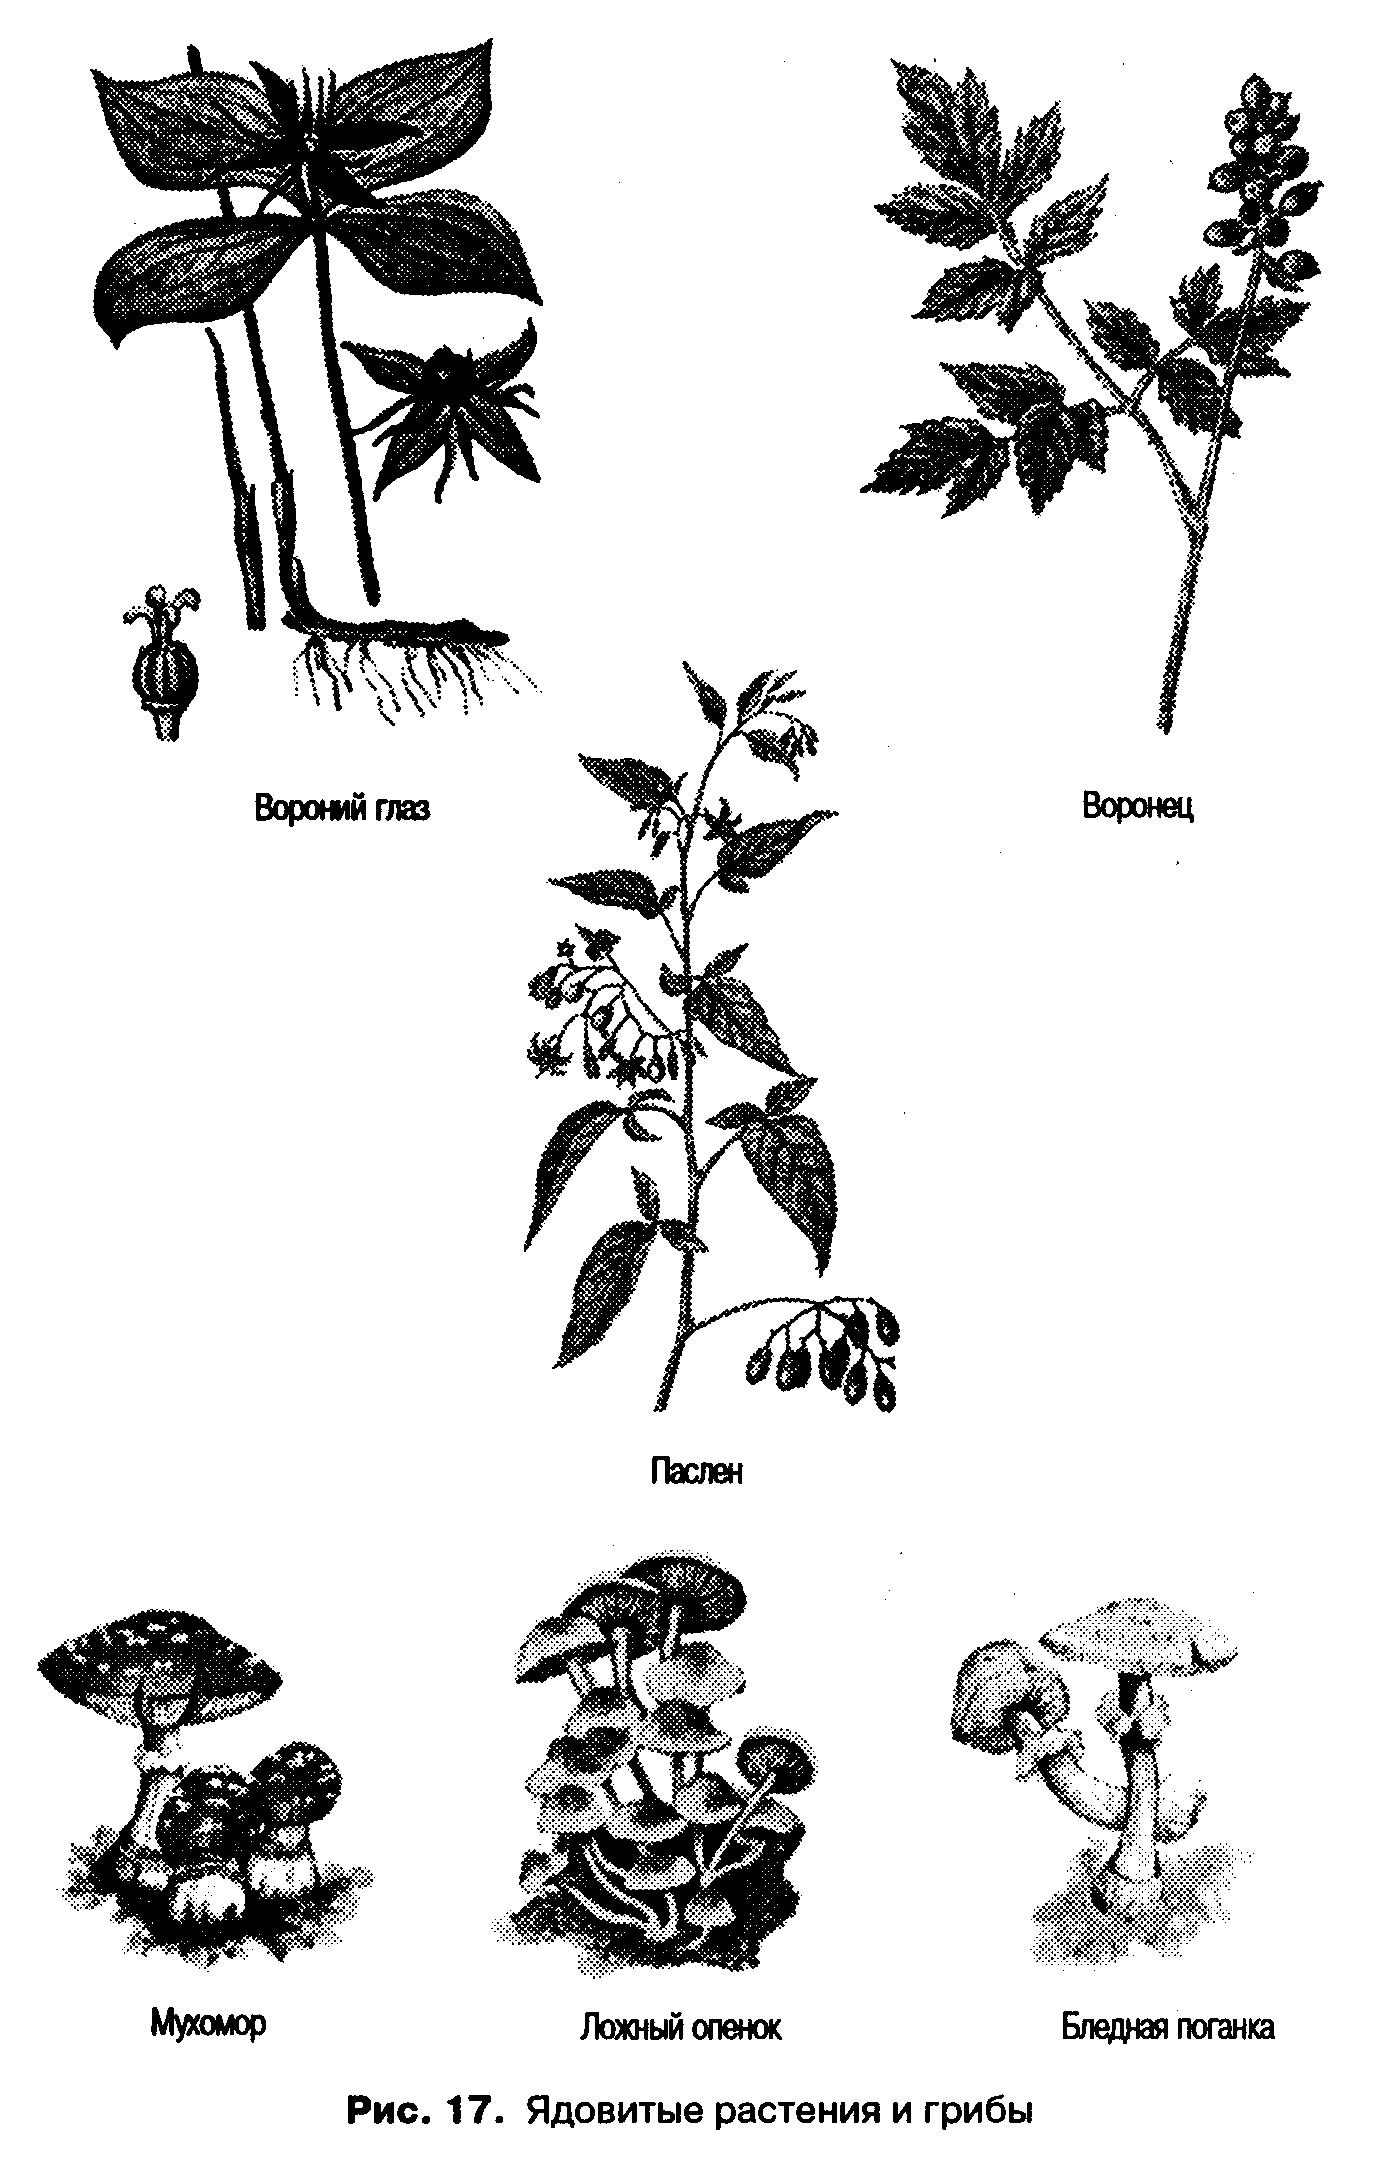 Вороний глаз
Воронец
Паслен
Мухомор
Ложный опенок
Бледная поганка
Рис. 17. Ядовитые растения и грибы